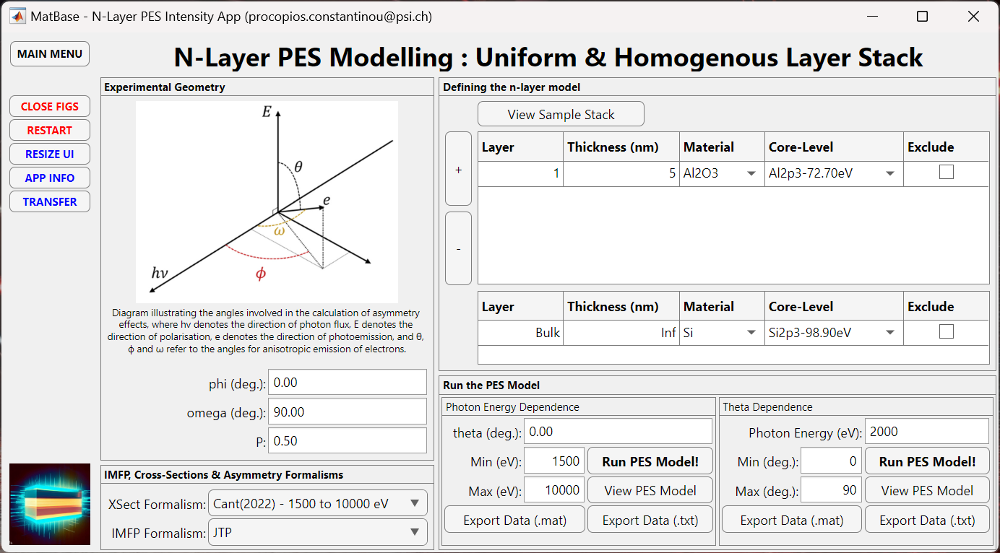 MatBase - N-Layer PES Intensity App (procopios.constantinou@psi.ch)
MAIN MENU
N-Layer PES Modelling : Uniform & Homogenous Layer Stack
CLOSE FIGS
RESTART
RESIZE UI
APP INFO
TRANSFER
Experimental Geometry
E
θ
e
ω
hν
ϕ
Diagram illustrating the angles involved in the calculation of asymmetry
effects, where hv denotes the direction of photon flux, E denotes the
direction of polarisation, e denotes the direction of photoemission, and θ,
ϕ and ω refer to the angles for anisotropic emission of electrons.
phi (deg.): 0.00
omega (deg.): 90.00
P: 0.50
IMFP, Cross-Sections & Asymmetry Formalisms
XSect Formalism: Cant(2022) - 1500 to 10000 eV
IMFP Formalism: JTP
Defining the n-layer model
View Sample Stack
+
-
Layer Thickness (nm) Material Core-Level Exclude
1 5 Al2O3 Al2p3-72.70eV
Layer Thickness (nm) Material Core-Level Exclude
Bulk Inf Si Si2p3-98.90eV
Run the PES Model
Photon Energy Dependence
theta (deg.): 0.00
Min (eV): 1500 Run PES Model!
Max (eV): 10000 View PES Model
Export Data (.mat) Export Data (.txt)
Theta Dependence
Photon Energy (eV): 2000
Min (deg.): 0 Run PES Model!
Max (deg.): 90 View PES Model
Export Data (.mat) Export Data (.txt)